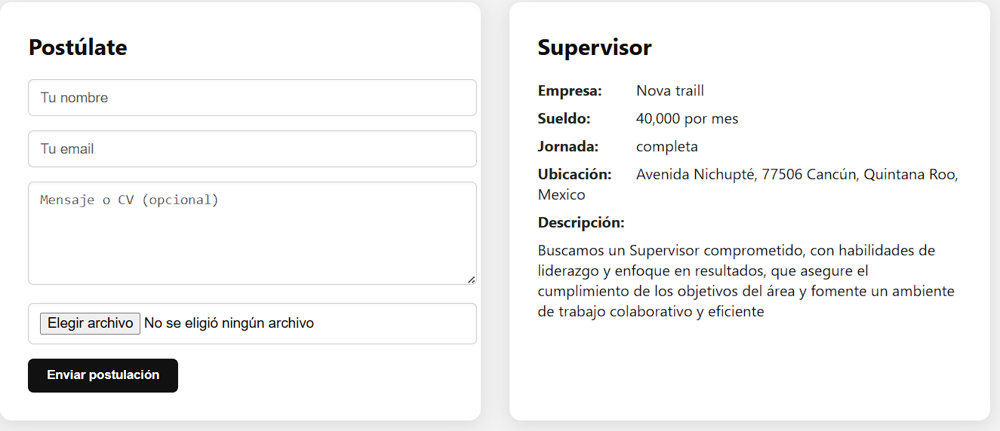 Postúlate
Tu nombre
Tu email
Mensaje o CV (opcional)
Elegir archivo No se eligió ningún archivo
Enviar postulación
Supervisor
Empresa: Nova traill
Sueldo: 40,000 por mes
Jornada: completa
Ubicación: Avenida Nichupté, 77506 Cancún, Quintana Roo,
Mexico
Descripción:
Buscamos un Supervisor comprometido, con habilidades de
liderazgo y enfoque en resultados, que asegure el
cumplimiento de los objetivos del área y fomente un ambiente
de trabajo colaborativo y eficiente